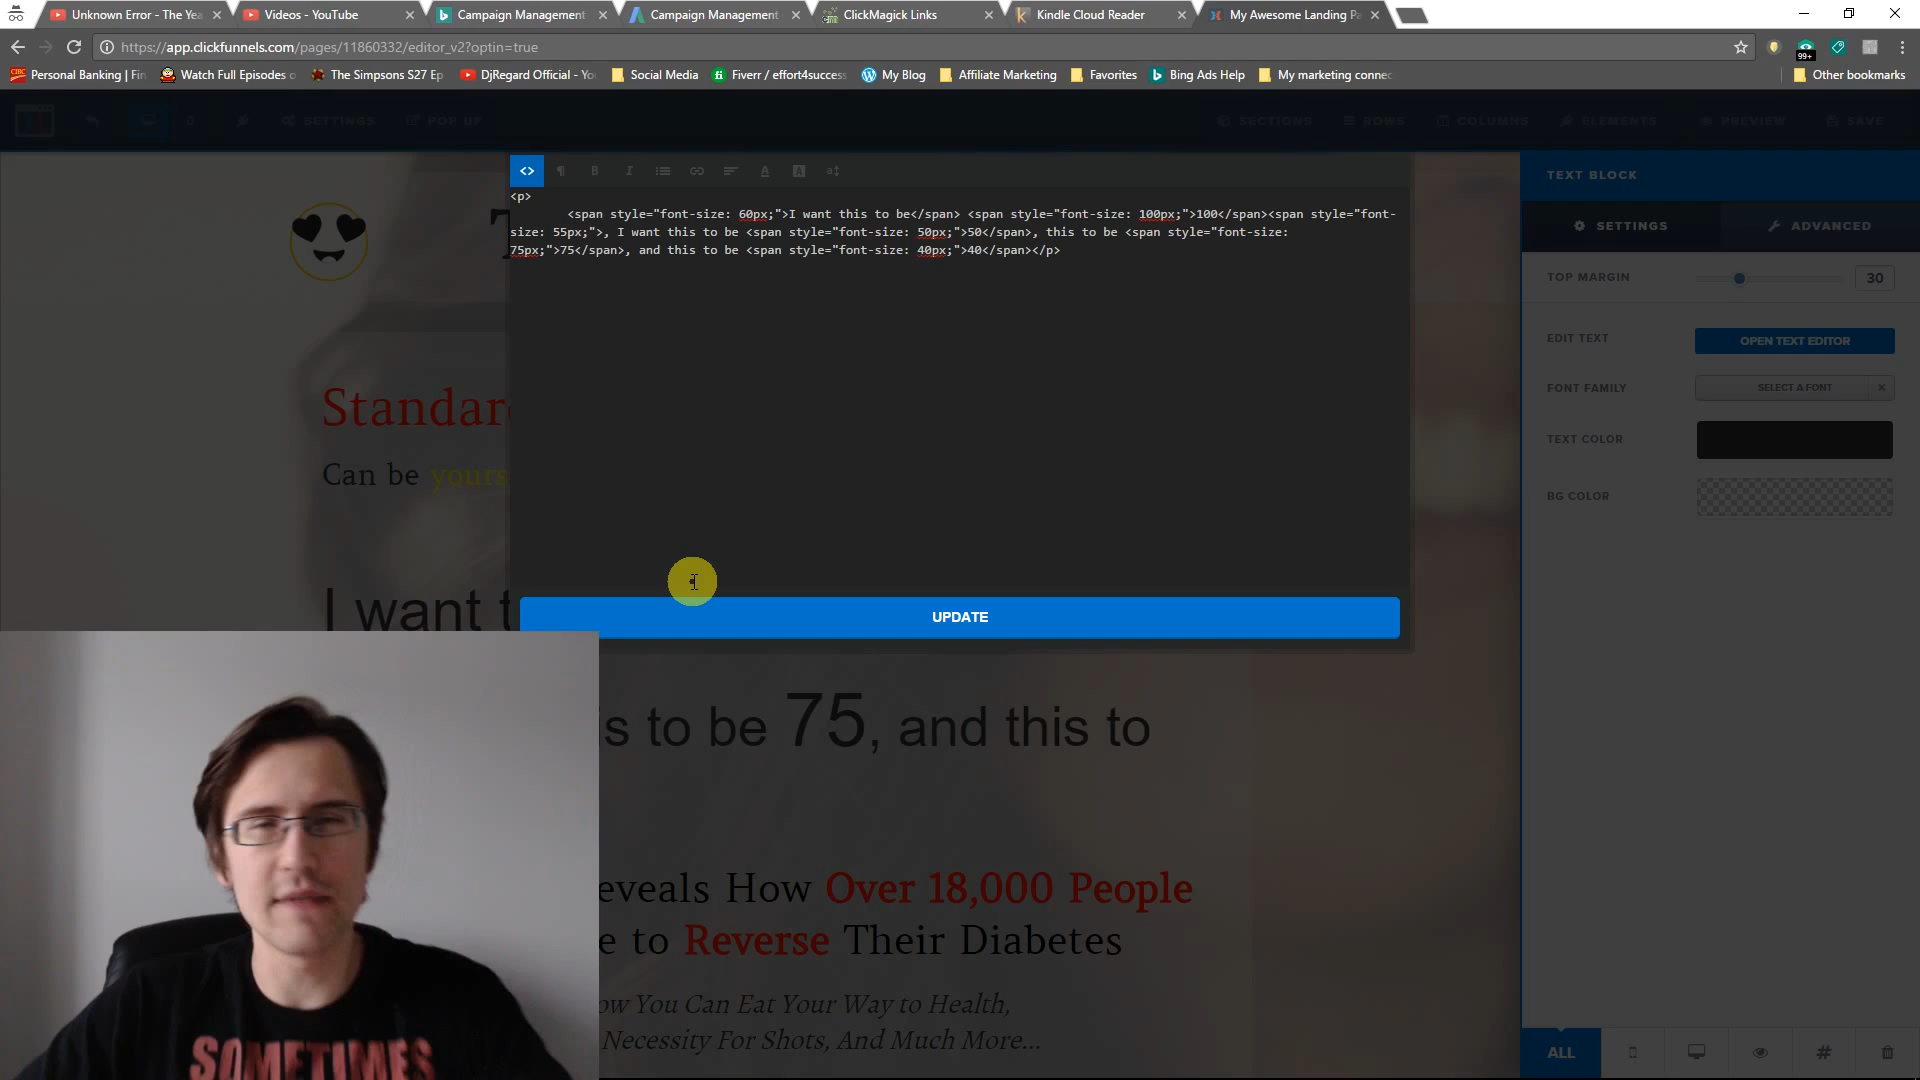 Unknown Error - The Yea
Videos - YouTube
Campaign Management
Campaign Management
ClickMagick Links
Kindle Cloud Reader
My Awesome Landing Pa
https://app.clickfunnels.com/pages/11860332/editor_v2?optin=true
99+
Personal Banking | Fin
Watch Full Episodes o
The Simpsons S27 Ep
DjRegard Official - Yo
Social Media
Fiverr / effort4success
My Blog
Affiliate Marketing
Favorites
Bing Ads Help
My marketing connec
Other bookmarks
SETTINGS
POP UP
SECTIONS
ROWS
COLUMNS
ELEMENTS
PREVIEW
SAVE
<p>
<span style="font-size: 60px;">I want this to be</span> <span style="font-size: 100px;">100</span><span style="font-
size: 55px;">, I want this to be <span style="font-size: 50px;">50</span>, this to be <span style="font-size:
75px;">75</span>, and this to be <span style="font-size: 40px;">40</span></p>
UPDATE
TEXT BLOCK
SETTINGS
ADVANCED
TOP MARGIN
30
EDIT TEXT
OPEN TEXT EDITOR
FONT FAMILY
SELECT A FONT
TEXT COLOR
BG COLOR
ALL
Standar
Can be yours
I want t
s to be 75, and this to
eveals How Over 18,000 People
e to Reverse Their Diabetes
ow You Can Eat Your Way to Health,
Necessity For Shots, And Much More...
SOMETIMES